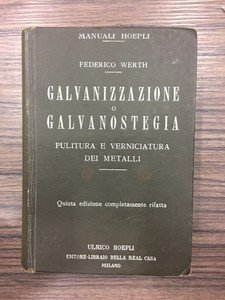 MANUALI HOEPLI
FEDERICO WERTH
GALVANIZZAZIONE
O
GALVANOSTEGIA
PULITURA E VERNICIATURA
DEI METALLI
Quinta edizione completamente rifatta
ULRICO HOEPLI
EDITORE-LIBRAIO DELLA REAL CASA
MILANO